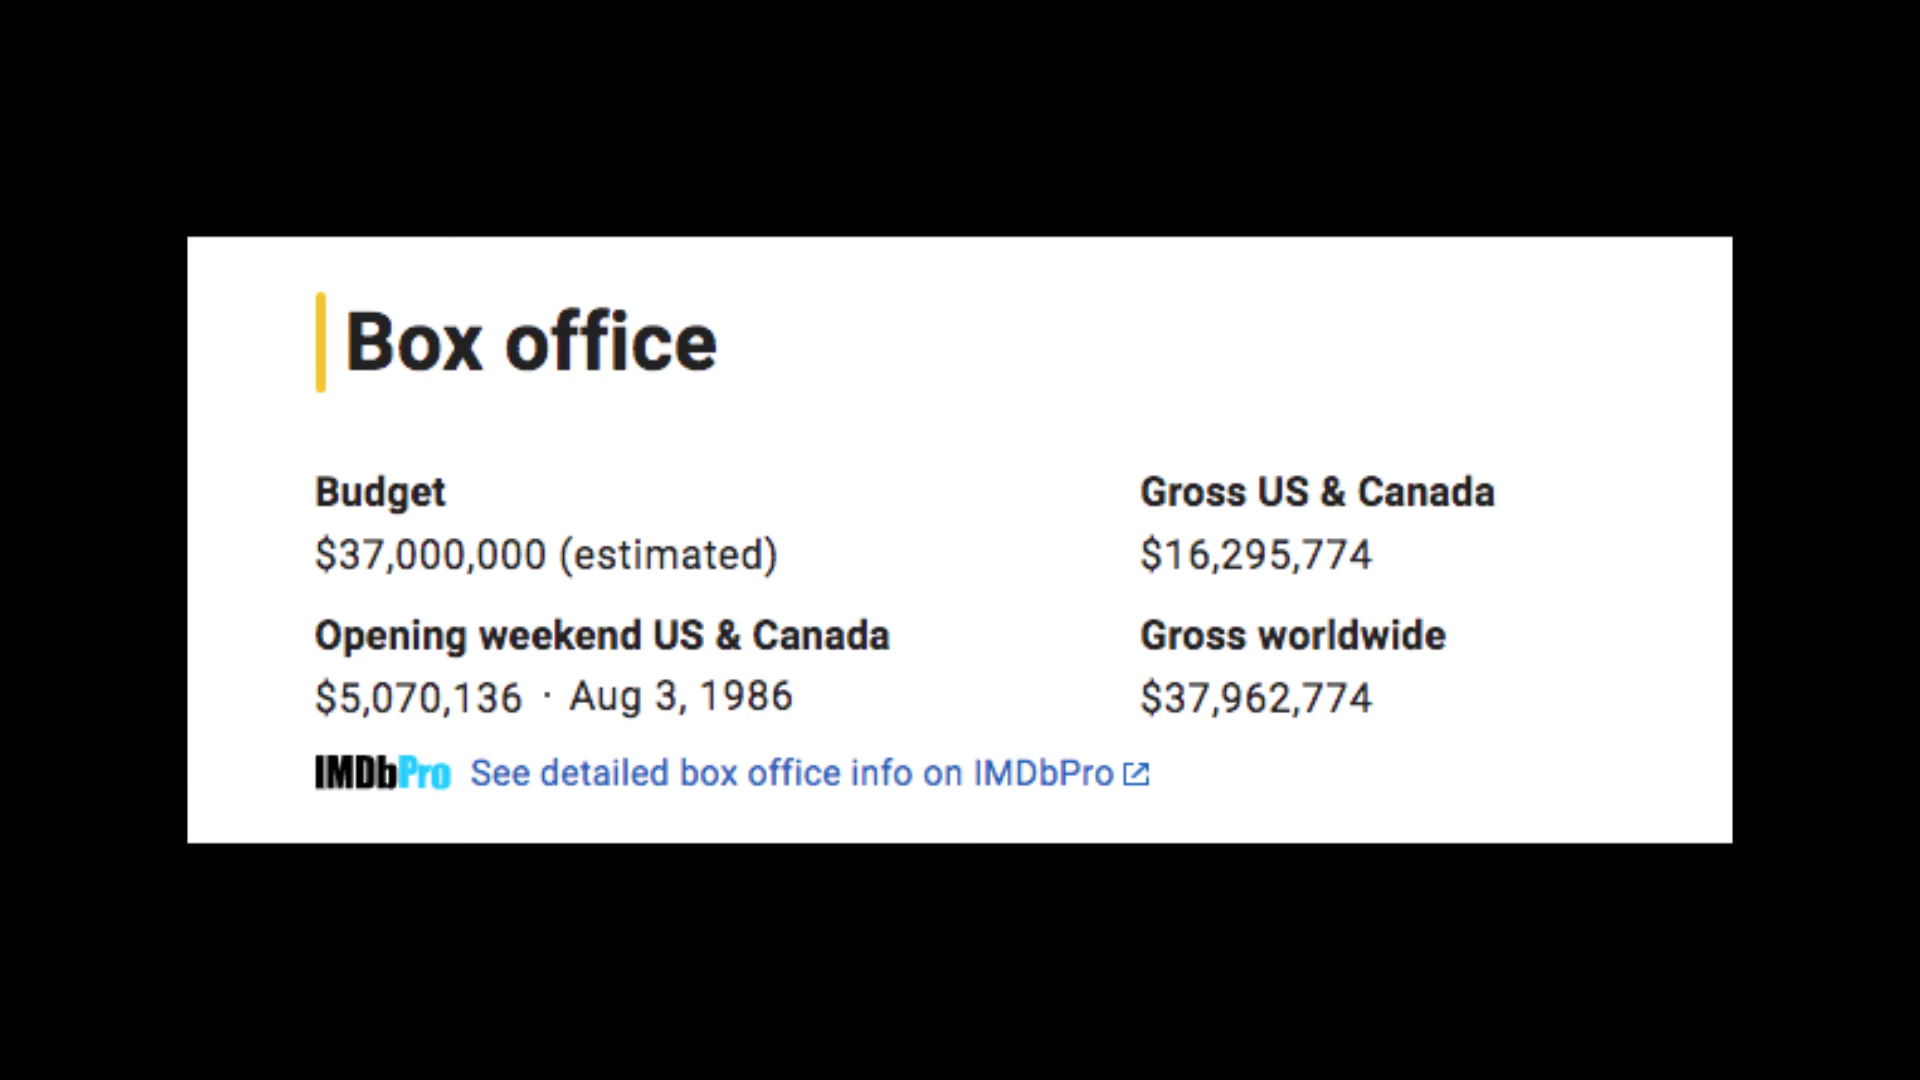 Box office
Budget
$37,000,000 (estimated)
Gross US & Canada
$16,295,774
Opening weekend US & Canada
$5,070,136 · Aug 3, 1986
Gross worldwide
$37,962,774
IMDbPro See detailed box office info on IMDbPro